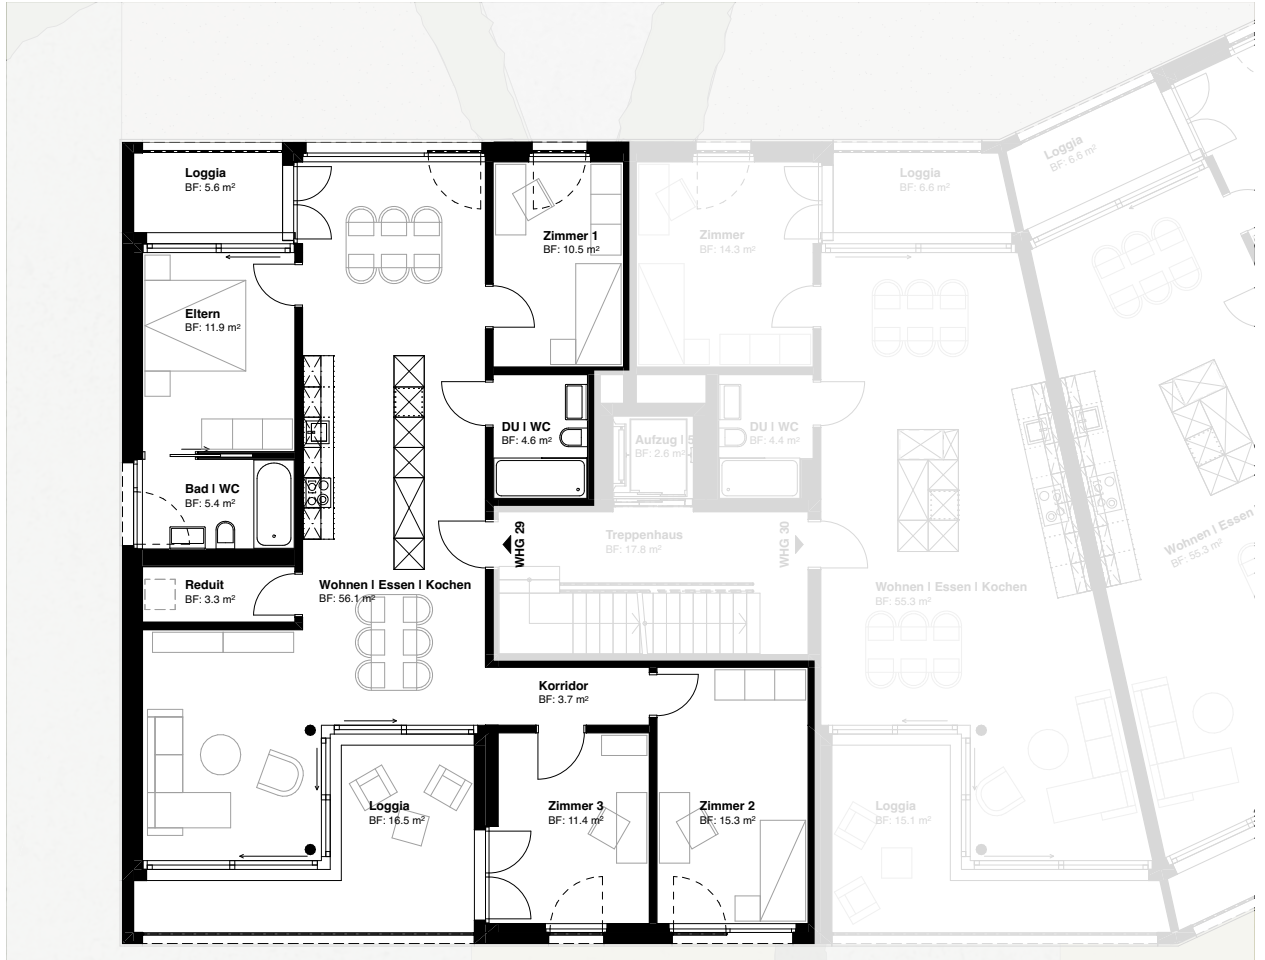 Loggia
BF: 5.6 m²
Zimmer 1
BF: 10.5 m²
Zimmer
BF: 14.3 m²
Loggia
BF: 6.6 m²
Loggia
BF: 6.6 m²
Eltern
BF: 11.9 m²
DU I WC
BF: 4.6 m²
Aufzug I
BF: 2.6 m²
DU I WC
BF: 4.4 m²
Bad I WC
BF: 5.4 m²
WHG 29
Treppenhaus
BF: 17.8 m²
WHG 30
Wohnen I Essen
BF: 55.3 m²
Reduit
BF: 3.3 m²
Wohnen I Essen I Kochen
BF: 56.1 m²
Wohnen I Essen I Kochen
BF: 55.3 m²
Korridor
BF: 3.7 m²
Loggia
BF: 16.5 m²
Zimmer 3
BF: 11.4 m²
Zimmer 2
BF: 15.3 m²
Loggia
BF: 15.1 m²